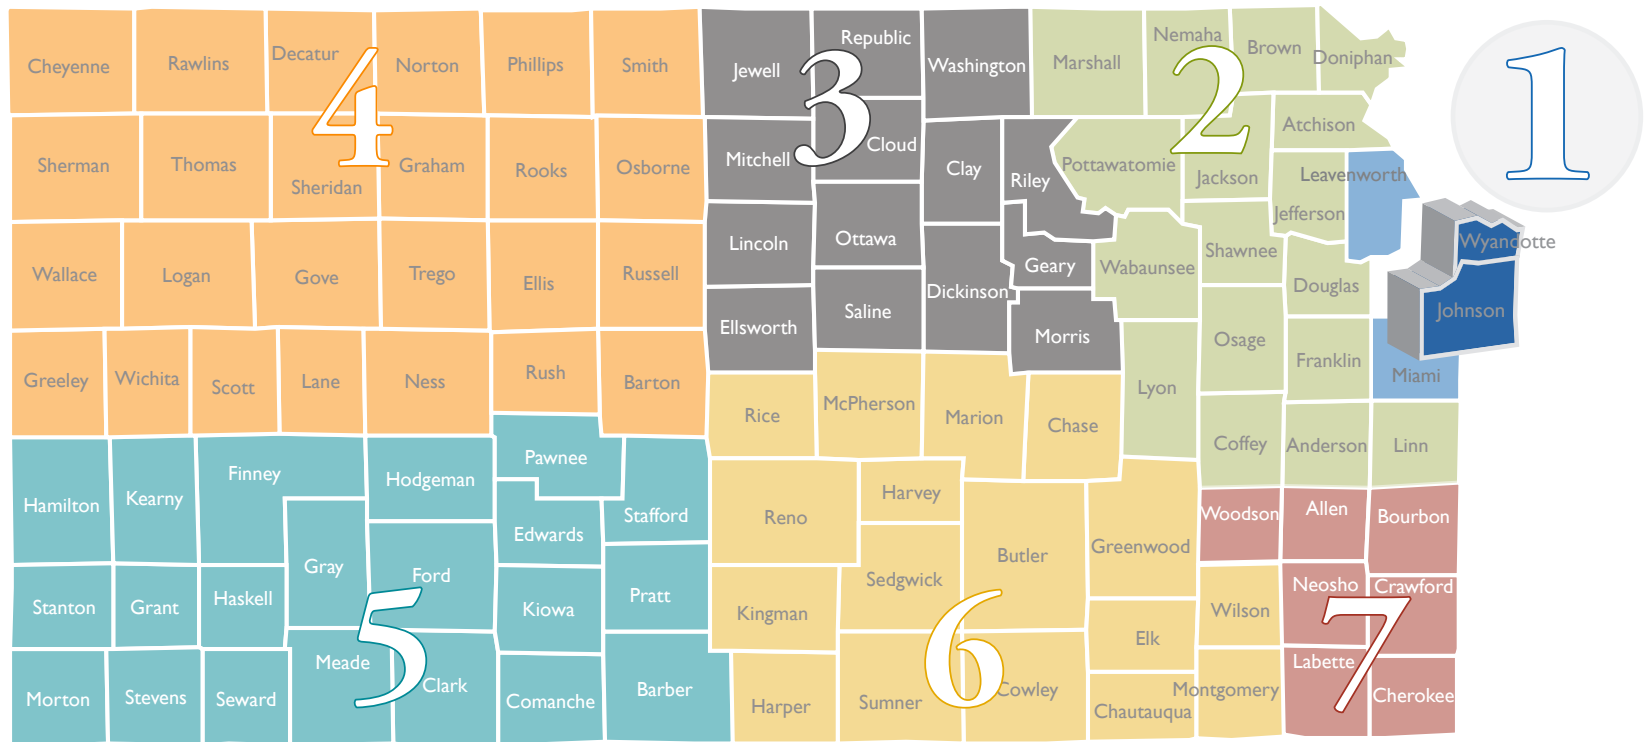 Cheyenne
Rawlins
Decatur
Norton
Phillips
Smith
Jewell
Republic
Washington
Marshall
Nemaha
Brown
Doniphan
1
4
3
2
Sherman
Thomas
Sheridan
Graham
Rooks
Osborne
Mitchell
Cloud
Clay
Riley
Pottawatomie
Jackson
Atchison
Leavenworth
Jefferson
Wallace
Logan
Gove
Trego
Ellis
Russell
Lincoln
Ottawa
Dickinson
Geary
Wabaunsee
Shawnee
Douglas
Wyandotte
Johnson
Ellsworth
Saline
Morris
Osage
Franklin
Miami
Greeley
Wichita
Scott
Lane
Ness
Rush
Barton
Rice
McPherson
Marion
Chase
Lyon
Coffey
Anderson
Linn
Hamilton
Kearny
Finney
Hodgeman
Pawnee
Edwards
Stafford
Reno
Harvey
Butler
Greenwood
Woodson
Allen
Bourbon
Stanton
Grant
Haskell
Gray
Ford
Kiowa
Pratt
Kingman
Sedgwick
Elk
Wilson
Neosho
Crawford
5
6
7
Morton
Stevens
Seward
Meade
Clark
Comanche
Barber
Harper
Sumner
Cowley
Chautauqua
Montgomery
Labette
Cherokee